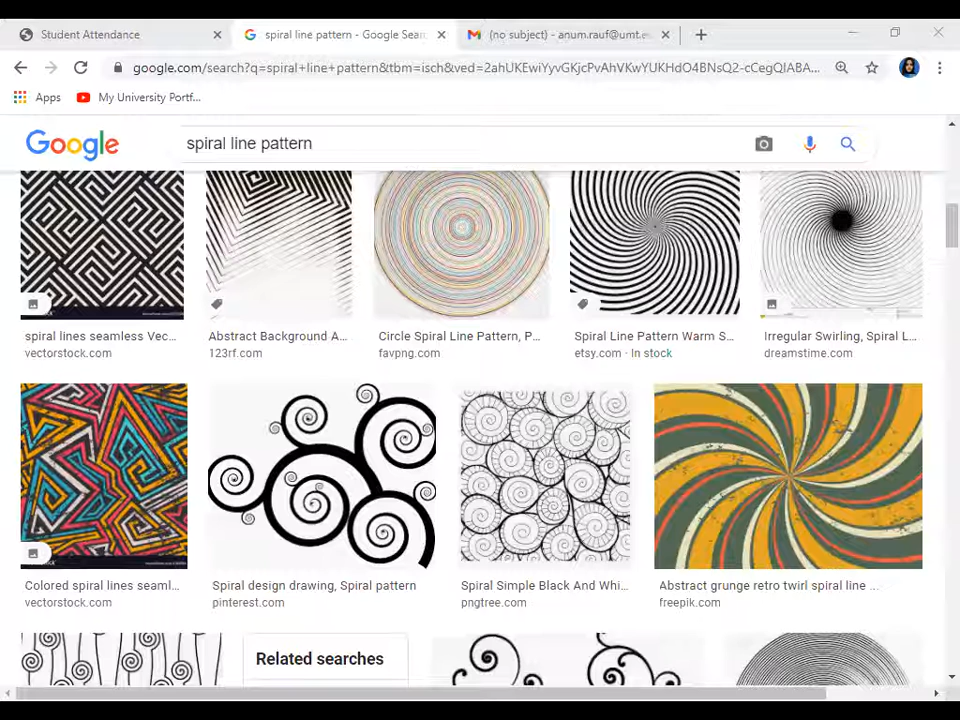 Student Attendance
spiral line pattern - Google Sear
(no subject) - anum.rauf@umt.e
google.com/search?q=spiral+line+pattern&tbm=isch&ved=2ahUKEwiYyvGKjcPvAhVKwYUKHdO4BNsQ2-cCegQIABA...
Apps
My University Portf...
Google
spiral line pattern
spiral lines seamless Vec...
vectorstock.com
Abstract Background A...
123rf.com
Circle Spiral Line Pattern, P...
favpng.com
Spiral Line Pattern Warm S...
etsy.com · In stock
Irregular Swirling, Spiral L...
dreamstime.com
Colored spiral lines seaml...
vectorstock.com
Spiral design drawing, Spiral pattern
pinterest.com
Spiral Simple Black And Whi...
pngtree.com
Abstract grunge retro twirl spiral line ...
freepik.com
Related searches